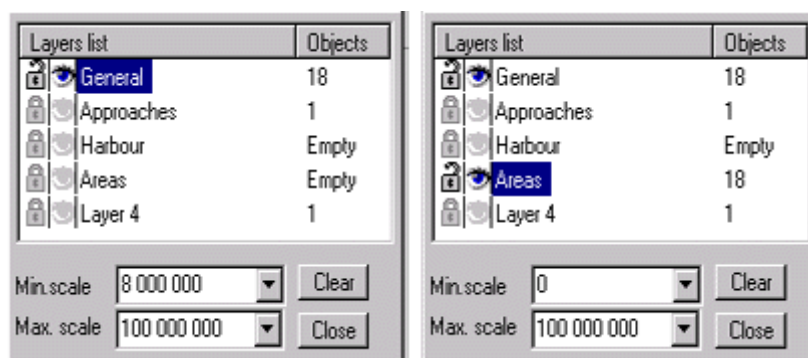 Layers list Objects
General 18
Approaches 1
Harbour Empty
Areas Empty
Layer 4 1
Min.scale 8 000 000 Clear
Max. scale 100 000 000 Close
Layers list Objects
General 18
Approaches 1
Harbour Empty
Areas 18
Layer 4 1
Min.scale 0 Clear
Max. scale 100 000 000 Close